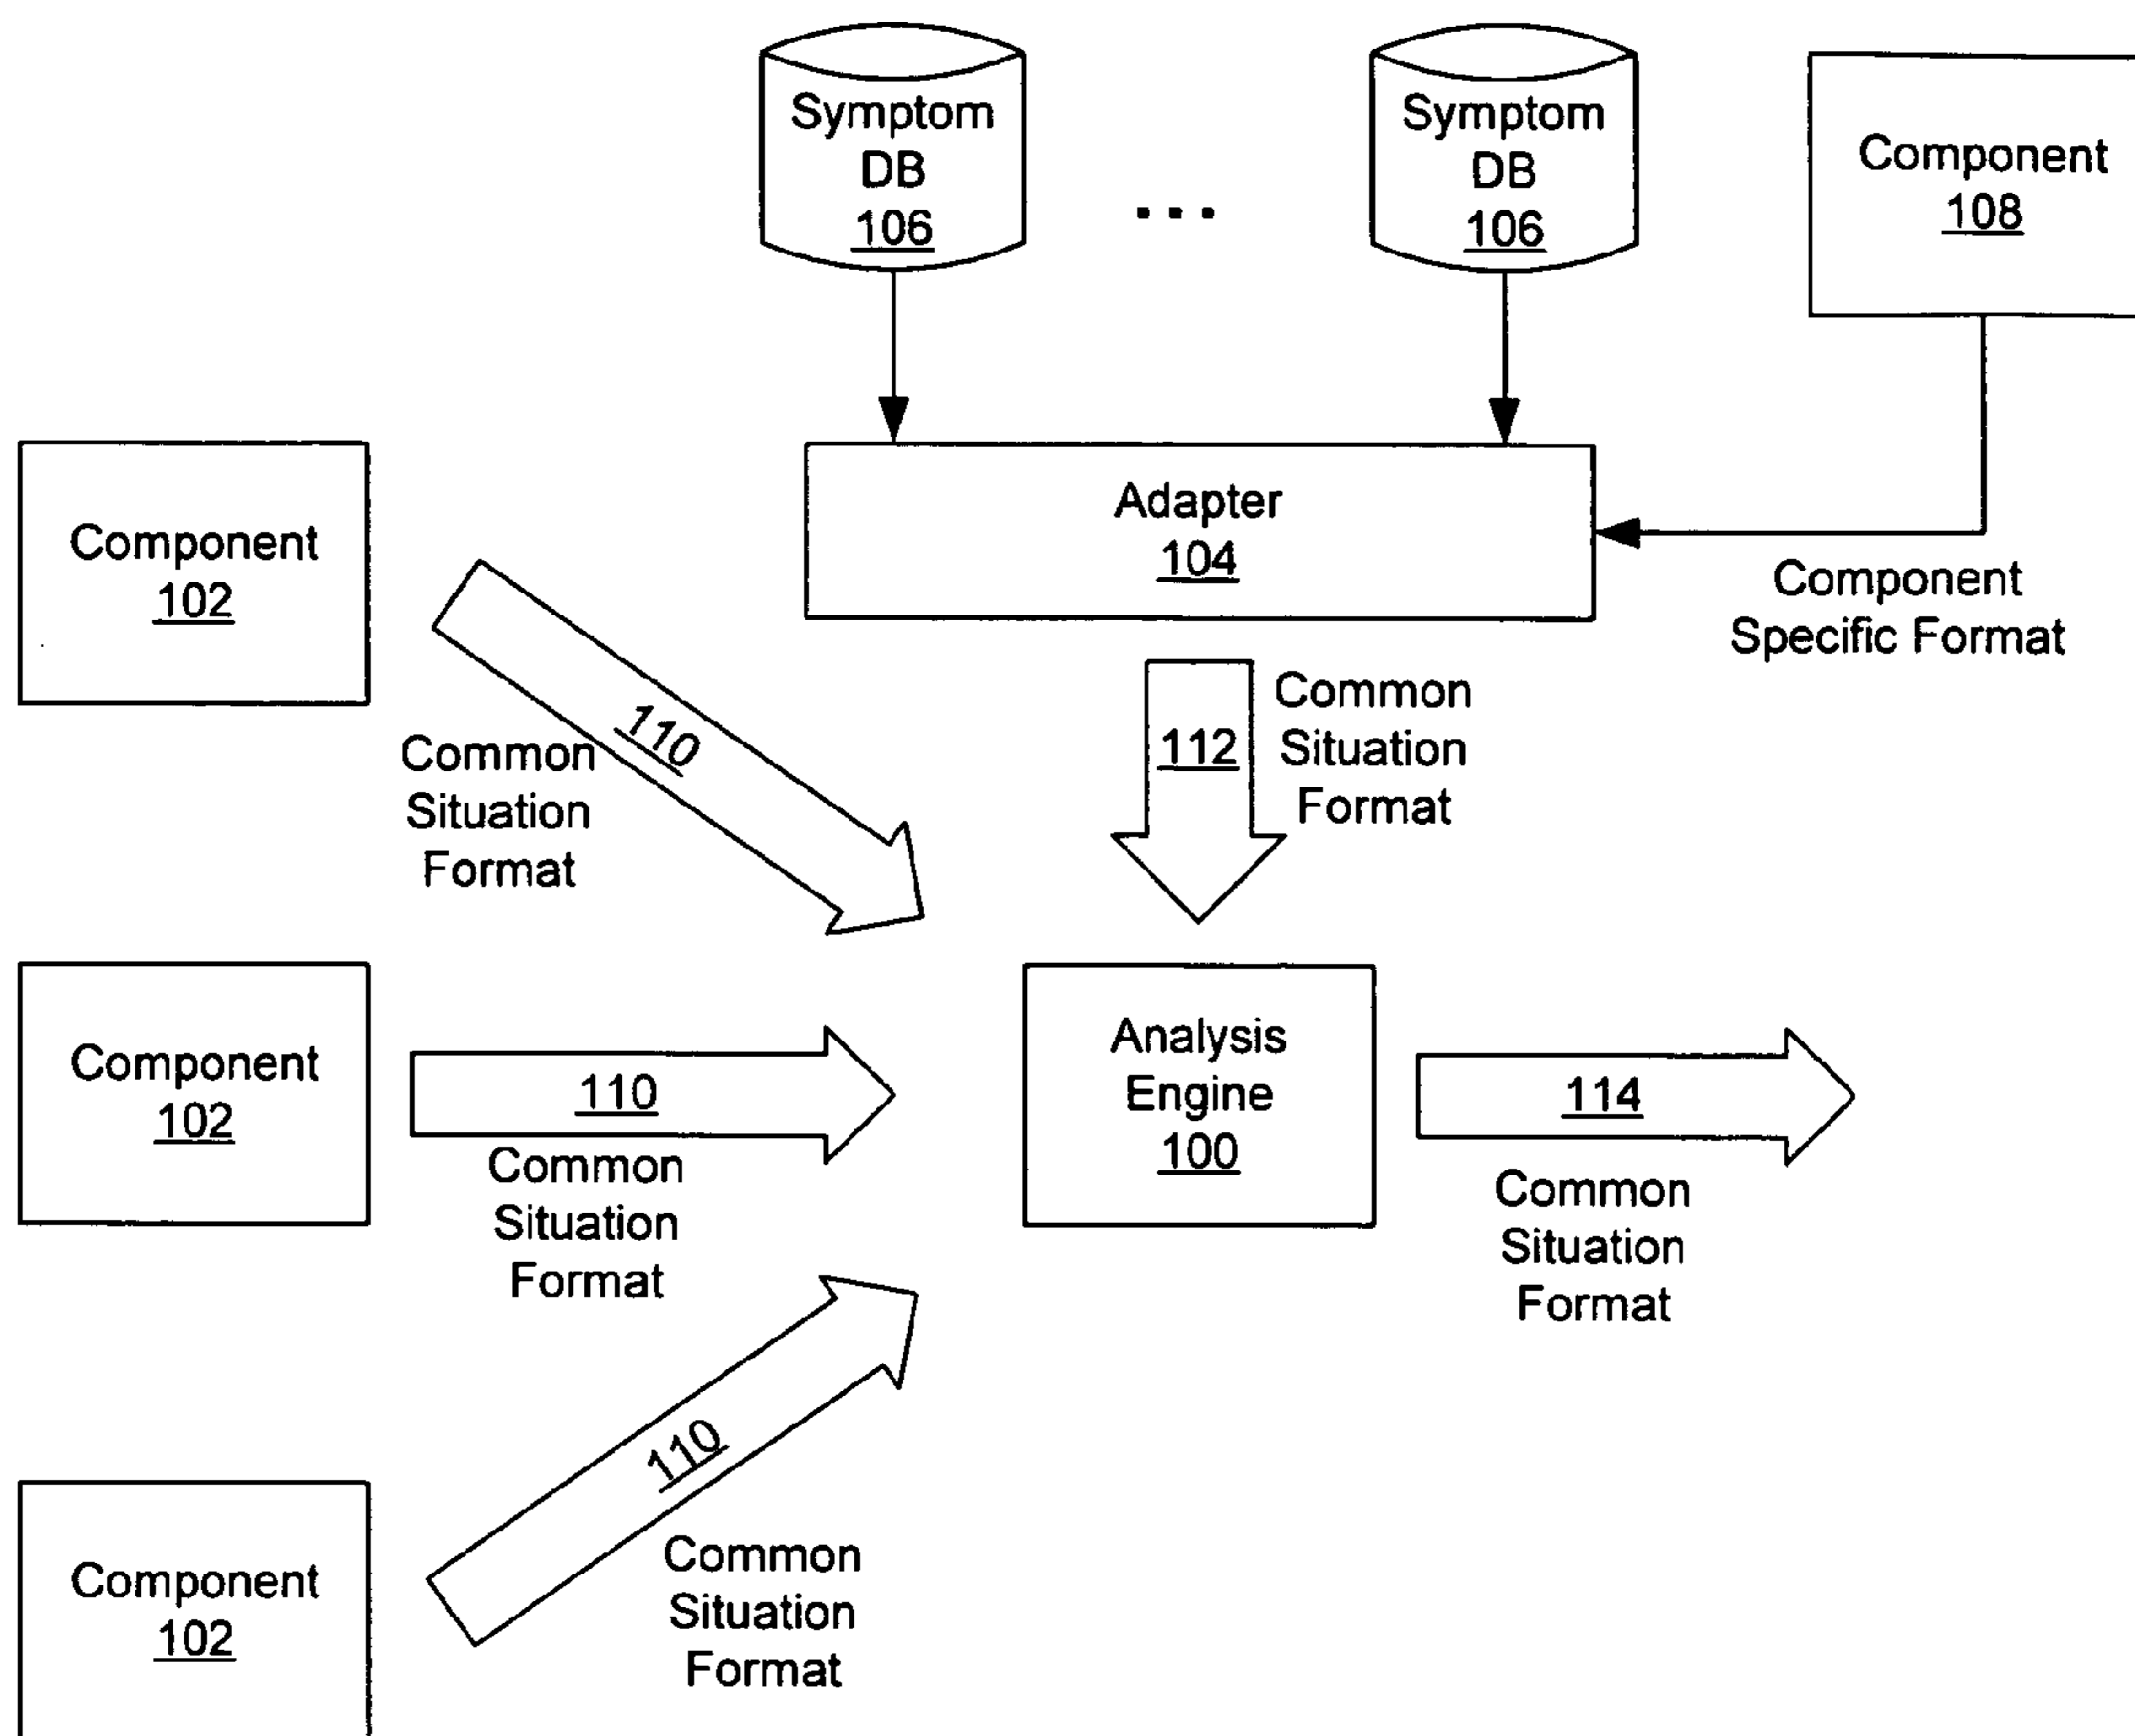 Symptom
DB
106
...
Symptom
DB
106
Component
108
Adapter
104
Component
Specific Format
Component
102
110
Common
Situation
Format
112
Common
Situation
Format
Component
102
110
Common
Situation
Format
Analysis
Engine
100
114
Common
Situation
Format
110
Common
Situation
Format
Component
102